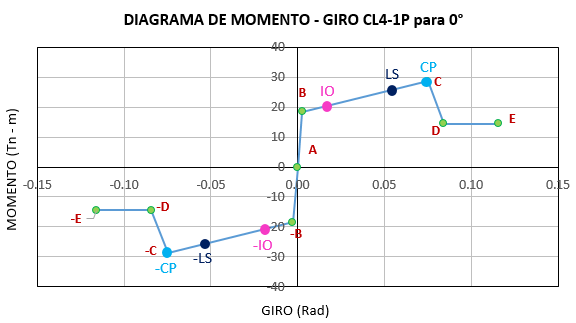 DIAGRAMA DE MOMENTO - GIRO CL4-1P para 0°
MOMENTO (Tn - m)
40
30
20
10
0
-10
-20
-30
-40
-0.15
-0.10
-0.05
0.00
0.05
0.10
0.15
A
B
IO
LS
CP
C
D
E
-B
-IO
-LS
-CP
-C
-D
-E
GIRO (Rad)